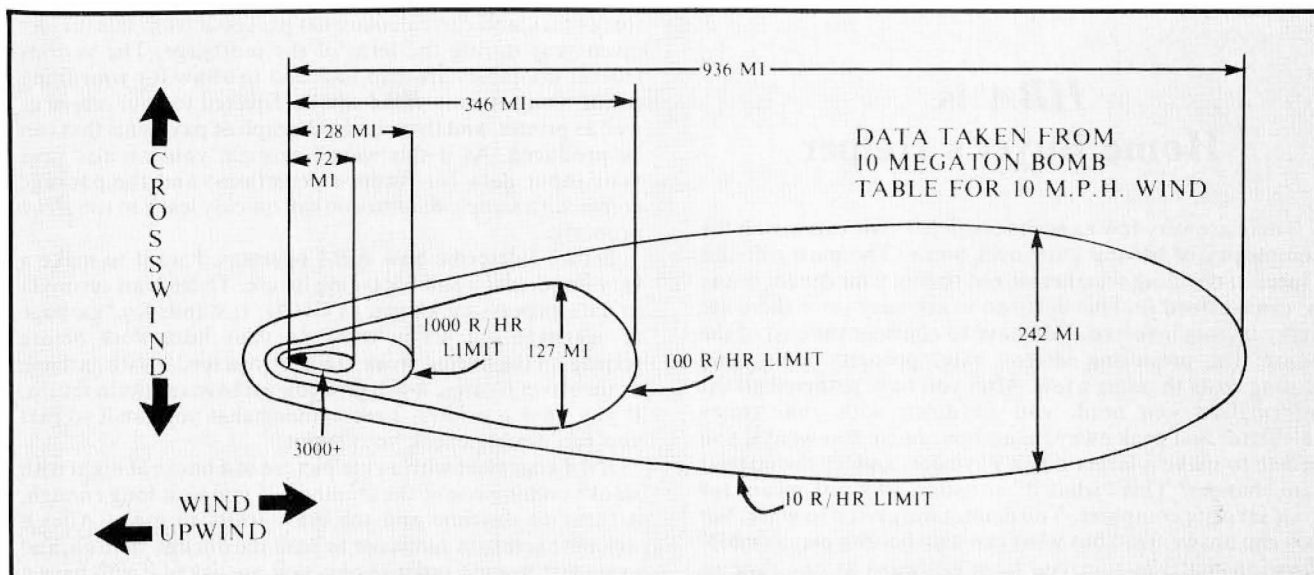 936 MI
346 MI
128 MI
72
MI
DATA TAKEN FROM
10 MEGATON BOMB
TABLE FOR 10 M.P.H. WIND
CROSSWIND
1000 R/HR
LIMIT
127 MI
100 R/HR LIMIT
242 MI
3000+
10 R/HR LIMIT
WIND
UPWIND